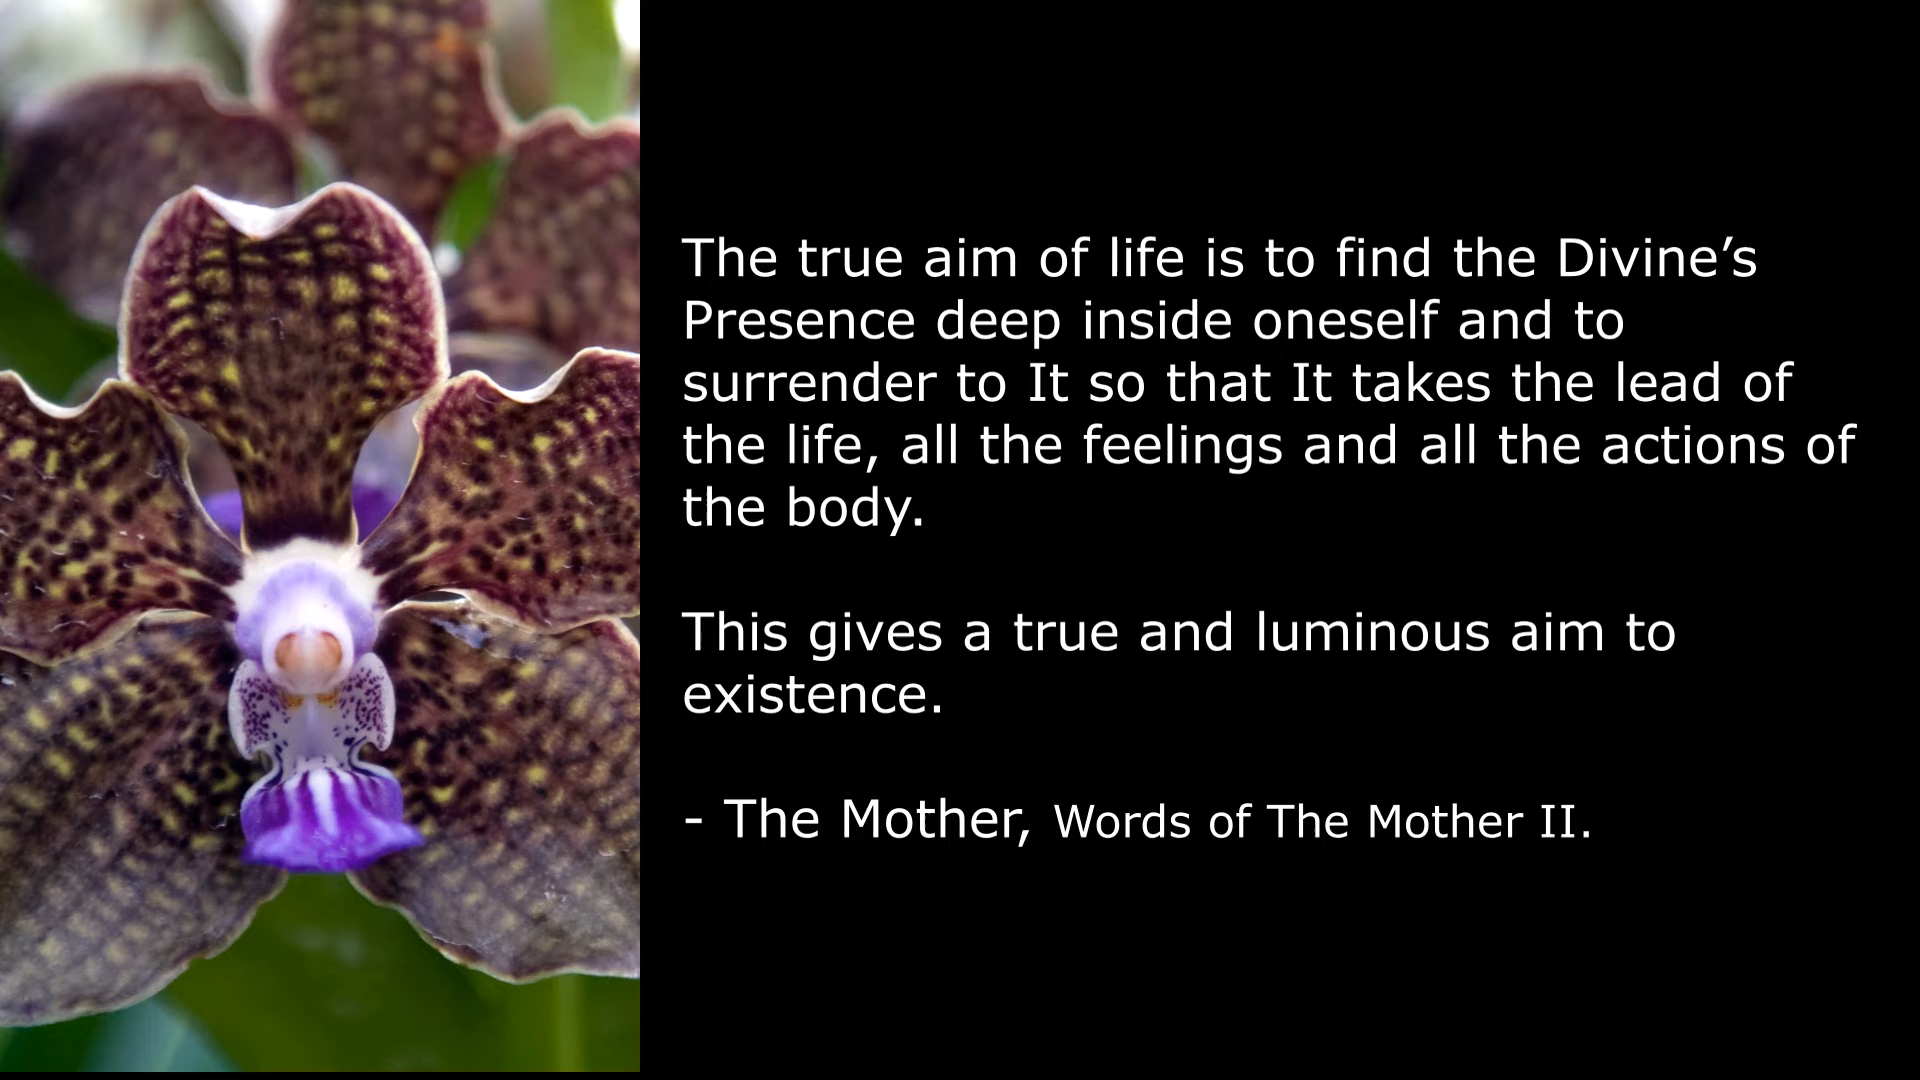 The true aim of life is to find the Divine’s
Presence deep inside oneself and to
surrender to It so that It takes the lead of
the life, all the feelings and all the actions of
the body.
This gives a true and luminous aim to
existence.
- The Mother, Words of The Mother II.